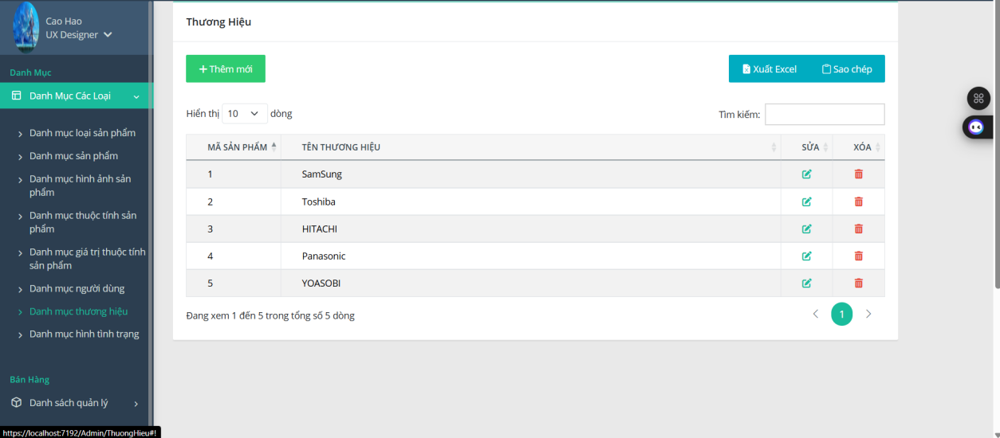 Cao Hao
UX Designer
Danh Mục
Danh Mục Các Loại
Danh mục loại sản phẩm
Danh mục sản phẩm
Danh mục hình ảnh sản
phẩm
Danh mục thuộc tính sản
phẩm
Danh mục giá trị thuộc tính
sản phẩm
Danh mục người dùng
Danh mục thương hiệu
Danh mục hình tình trạng
Bán Hàng
Danh sách quản lý
https://localhost:7192/Admin/ThuongHieu#!
Thương Hiệu
+ Thêm mới
Xuất Excel Sao chép
Hiển thị 10 dòng
Tìm kiếm:
MÃ SẢN PHẨM TÊN THƯƠNG HIỆU SỬA XÓA
1 SamSung
2 Toshiba
3 HITACHI
4 Panasonic
5 YOASOBI
Đang xem 1 đến 5 trong tổng số 5 dòng
1